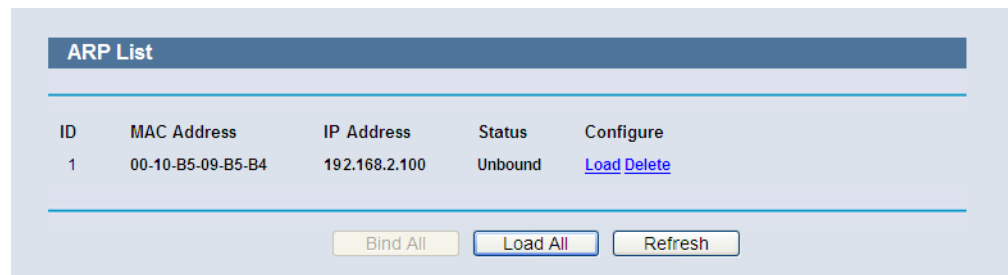 ARP List
ID MAC Address IP Address Status Configure
1 00-10-B5-09-B5-B4 192.168.2.100 Unbound Load Delete
Bind All Load All Refresh